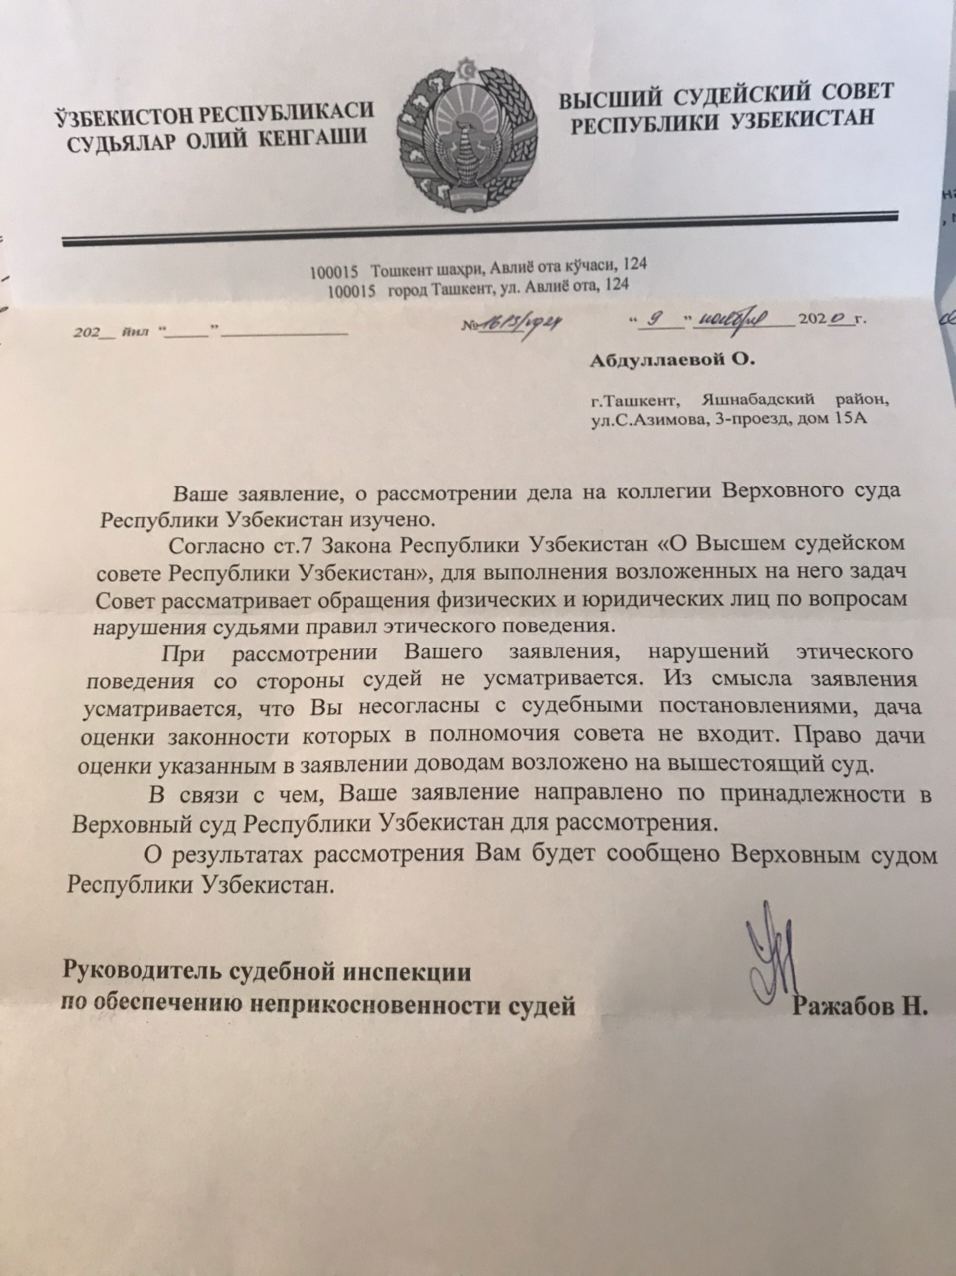 ЎЗБЕКИСТОН РЕСПУБЛИКАСИ
СУДЬЯЛАР ОЛИЙ КЕНГАШИ
ВЫСШИЙ СУДЕЙСКИЙ СОВЕТ
РЕСПУБЛИКИ УЗБЕКИСТАН
100015 Тошкент шаҳри, Авлиё ота кўчаси, 124
100015 город Ташкент, ул. Авлиё ота, 124
202__ йил “_____”______________
№
“ 9 ” ноября 2020 г.
Абдуллаевой О.
г.Ташкент, Яшнабадский район,
ул.С.Азимова, 3-проезд, дом 15А
Ваше заявление, о рассмотрении дела на коллегии Верховного суда
Республики Узбекистан изучено.
Согласно ст.7 Закона Республики Узбекистан «О Высшем судейском
совете Республики Узбекистан», для выполнения возложенных на него задач
Совет рассматривает обращения физических и юридических лиц по вопросам
нарушения судьями правил этического поведения.
При рассмотрении Вашего заявления, нарушений этического
поведения со стороны судей не усматривается. Из смысла заявления
усматривается, что Вы несогласны с судебными постановлениями, дача
оценки законности которых в полномочия совета не входит. Право дачи
оценки указанным в заявлении доводам возложено на вышестоящий суд.
В связи с чем, Ваше заявление направлено по принадлежности в
Верховный суд Республики Узбекистан для рассмотрения.
О результатах рассмотрения Вам будет сообщено Верховным судом
Республики Узбекистан.
Руководитель судебной инспекции
по обеспечению неприкосновенности судей
Ражабов Н.